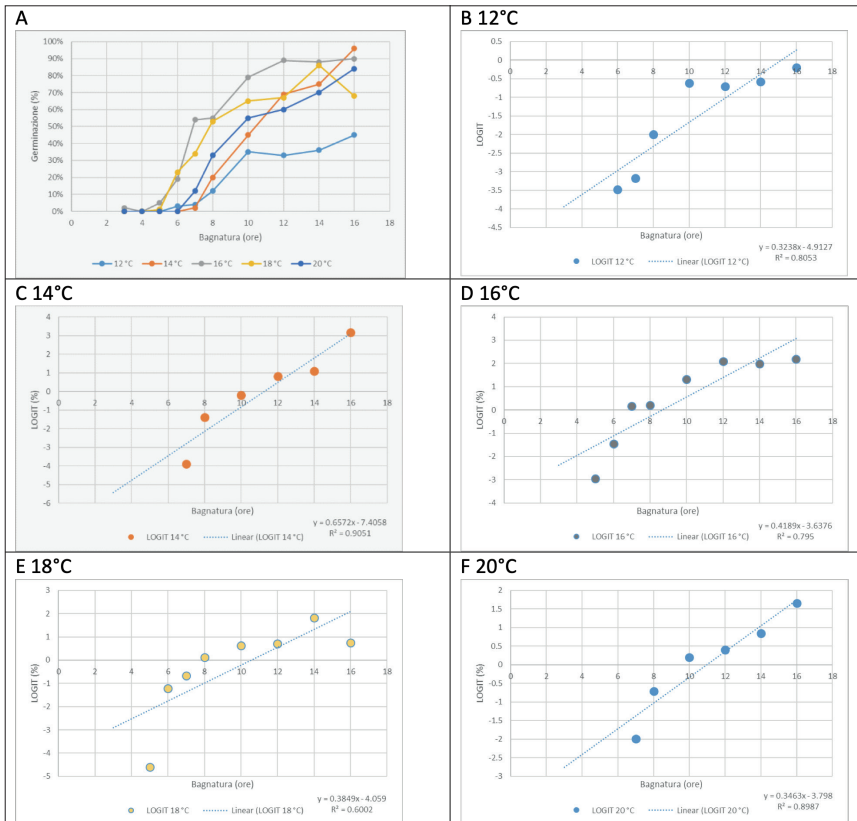 A
100%
90%
80%
70%
60%
50%
40%
30%
20%
10%
0%
Germinazione (%)
0 2 4 6 8 10 12 14 16 18
Bagnatura (ore)
12°C 14°C 16°C 18°C 20°C
B 12°C
0.5
0
-0.5
-1
-1.5
-2
-2.5
-3
-3.5
-4
-4.5
LOGIT
0 2 4 6 8 10 12 14 16 18
Bagnatura (ore)
y = 0.3238x - 4.9127
R² = 0.8053
LOGIT 12°C Linear (LOGIT 12°C)
C 14°C
4
3
2
1
0
-1
-2
-3
-4
-5
-6
LOGIT (%)
0 2 4 6 8 10 12 14 16 18
Bagnatura (ore)
y = 0.6572x - 7.4058
R² = 0.9051
LOGIT 14°C Linear (LOGIT 14°C)
D 16°C
4
3
2
1
0
-1
-2
-3
-4
LOGIT (%)
0 2 4 6 8 10 12 14 16 18
Bagnatura (ore)
y = 0.4189x - 3.6376
R² = 0.795
LOGIT 16°C Linear (LOGIT 16°C)
E 18°C
3
2
1
0
-1
-2
-3
-4
-5
LOGIT (%)
0 2 4 6 8 10 12 14 16 18
Bagnatura (ore)
y = 0.3849x - 4.059
R² = 0.6002
LOGIT 18°C Linear (LOGIT 18°C)
F 20°C
2
1.5
1
0.5
0
-0.5
-1
-1.5
-2
-2.5
-3
LOGIT (%)
0 2 4 6 8 10 12 14 16 18
Bagnatura (ore)
y = 0.3463x - 3.798
R² = 0.8987
LOGIT 20°C Linear (LOGIT 20°C)